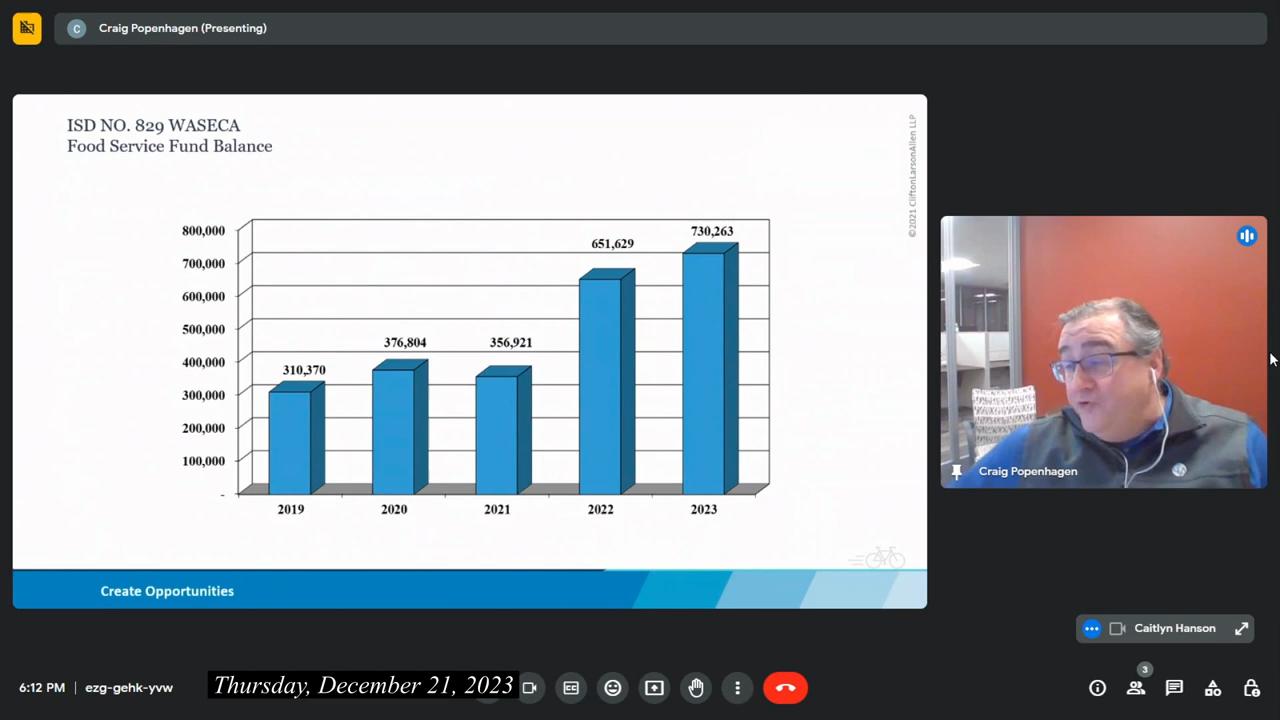 C
Craig Popenhagen (Presenting)
ISD NO. 829 WASECA
Food Service Fund Balance
©2021 CliftonLarsonAllen LLP
800,000
700,000
600,000
500,000
400,000
300,000
200,000
100,000
-
310,370
376,804
356,921
651,629
730,263
2019
2020
2021
2022
2023
Create Opportunities
Craig Popenhagen
Caitlyn Hanson
3
6:12 PM
ezg-gehk-yvw
Thursday, December 21, 2023
CC